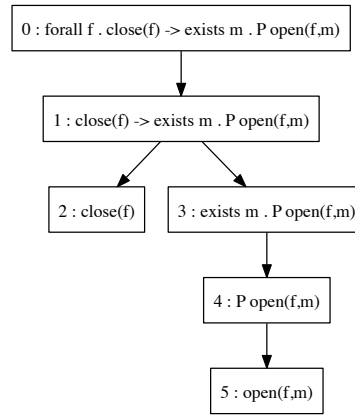 0 : forall f . close(f) -> exists m . P open(f,m)
1 : close(f) -> exists m . P open(f,m)
2 : close(f)
3 : exists m . P open(f,m)
4 : P open(f,m)
5 : open(f,m)